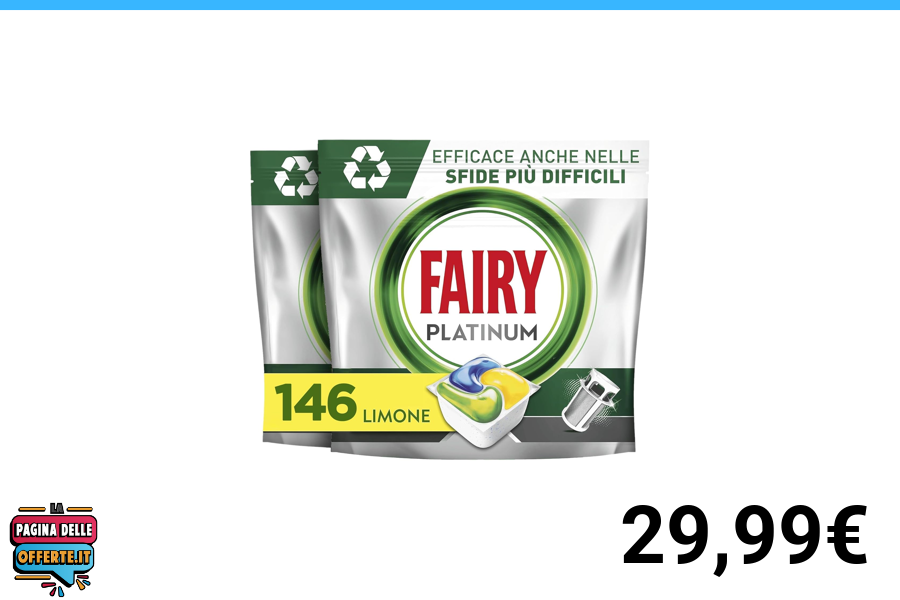 EFFICACE ANCHE NELLE
SFIDE PIÙ DIFFICILI
FAIRY
PLATINUM
146 LIMONE
LA
PAGINA DELLE
OFFERTE.IT
29,99€